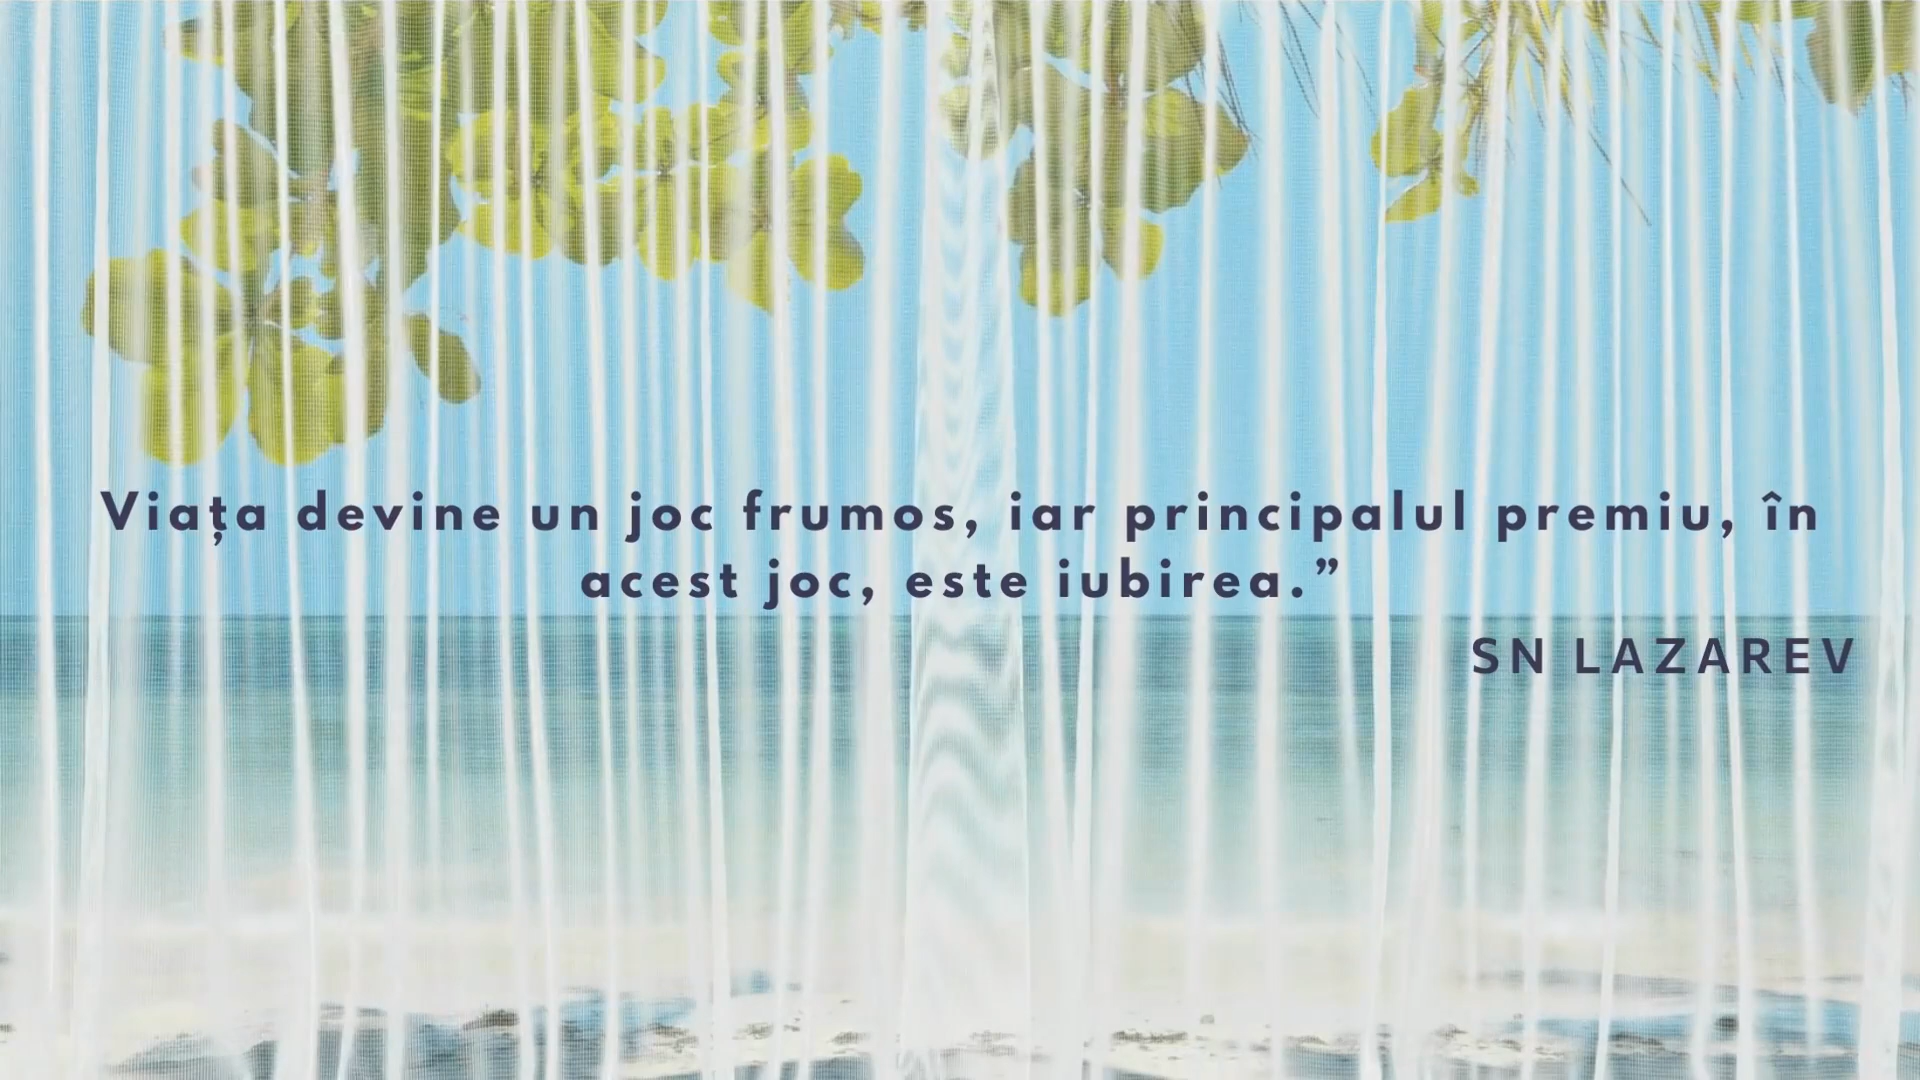 Viața devine un joc frumos, iar principalul premiu, în
acest joc, este iubirea.”
SN LAZAREV